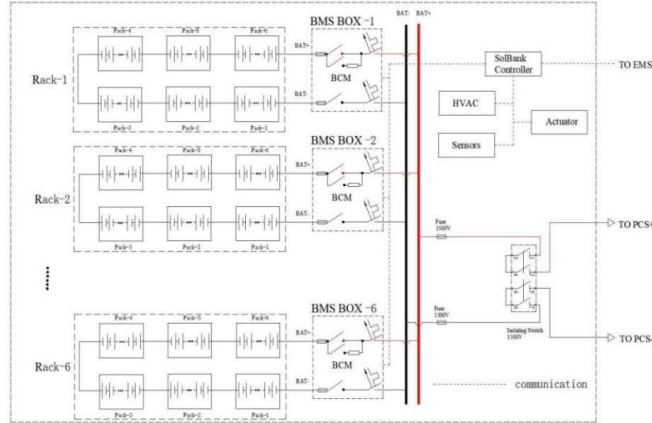 BAT-
BAT+
BMS BOX -1
Pack-4
Pack-5
Pack-6
BAT+
Rack-1
BCM
BAT-
Pack-3
Pack-2
Pack-1
SolBank
Controller
TO EMS
HVAC
Actuator
Sensors
BMS BOX -2
Pack-4
Pack-5
Pack-6
BAT+
Rack-2
BCM
BAT-
Pack-3
Pack-2
Pack-1
Fuse
1500V
TO PCS+
Fuse
1500V
Isolating Switch
1500V
TO PCS-
BMS BOX -6
Pack-4
Pack-5
Pack-6
BAT+
Rack-6
BCM
BAT-
Pack-3
Pack-2
Pack-1
communication